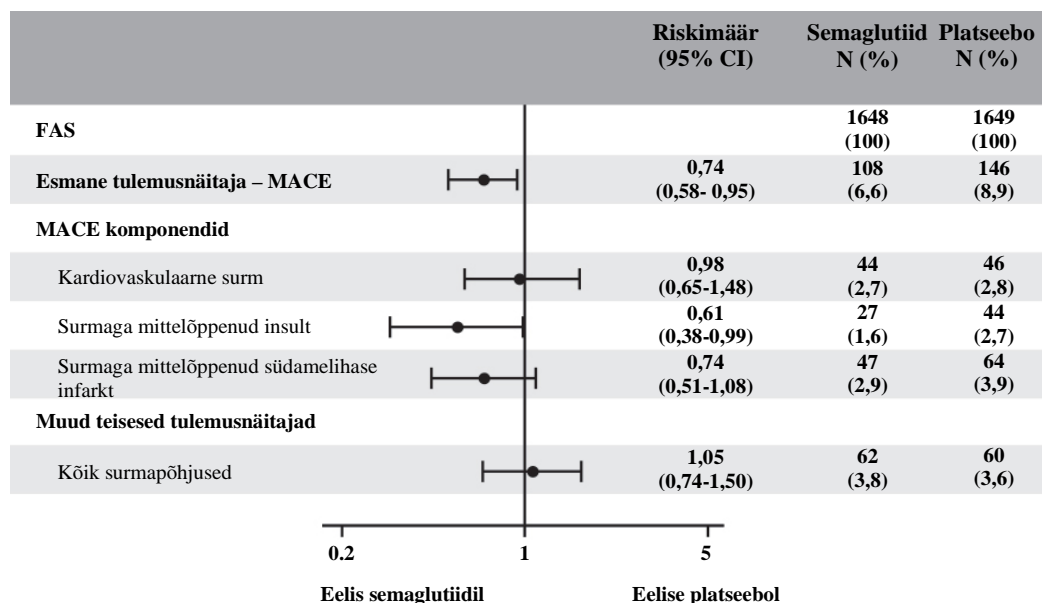 Riskimäär Semaglutiid Platseebo
(95% CI) N (%) N (%)
FAS 1648 1649
(100) (100)
Esmane tulemusnäitaja – MACE 0,74 108 146
(0,58- 0,95) (6,6) (8,9)
MACE komponendid
Kardiovaskulaarne surm 0,98 44 46
(0,65-1,48) (2,7) (2,8)
Surmaga mittelõppenud insult 0,61 27 44
(0,38-0,99) (1,6) (2,7)
Surmaga mittelõppenud südamelihase 0,74 47 64
infarkt (0,51-1,08) (2,9) (3,9)
Muud teisesed tulemusnäitajad
Kõik surmapõhjused 1,05 62 60
(0,74-1,50) (3,8) (3,6)
0.2 1 5
Eelis semaglutiidil Eelise platseebol